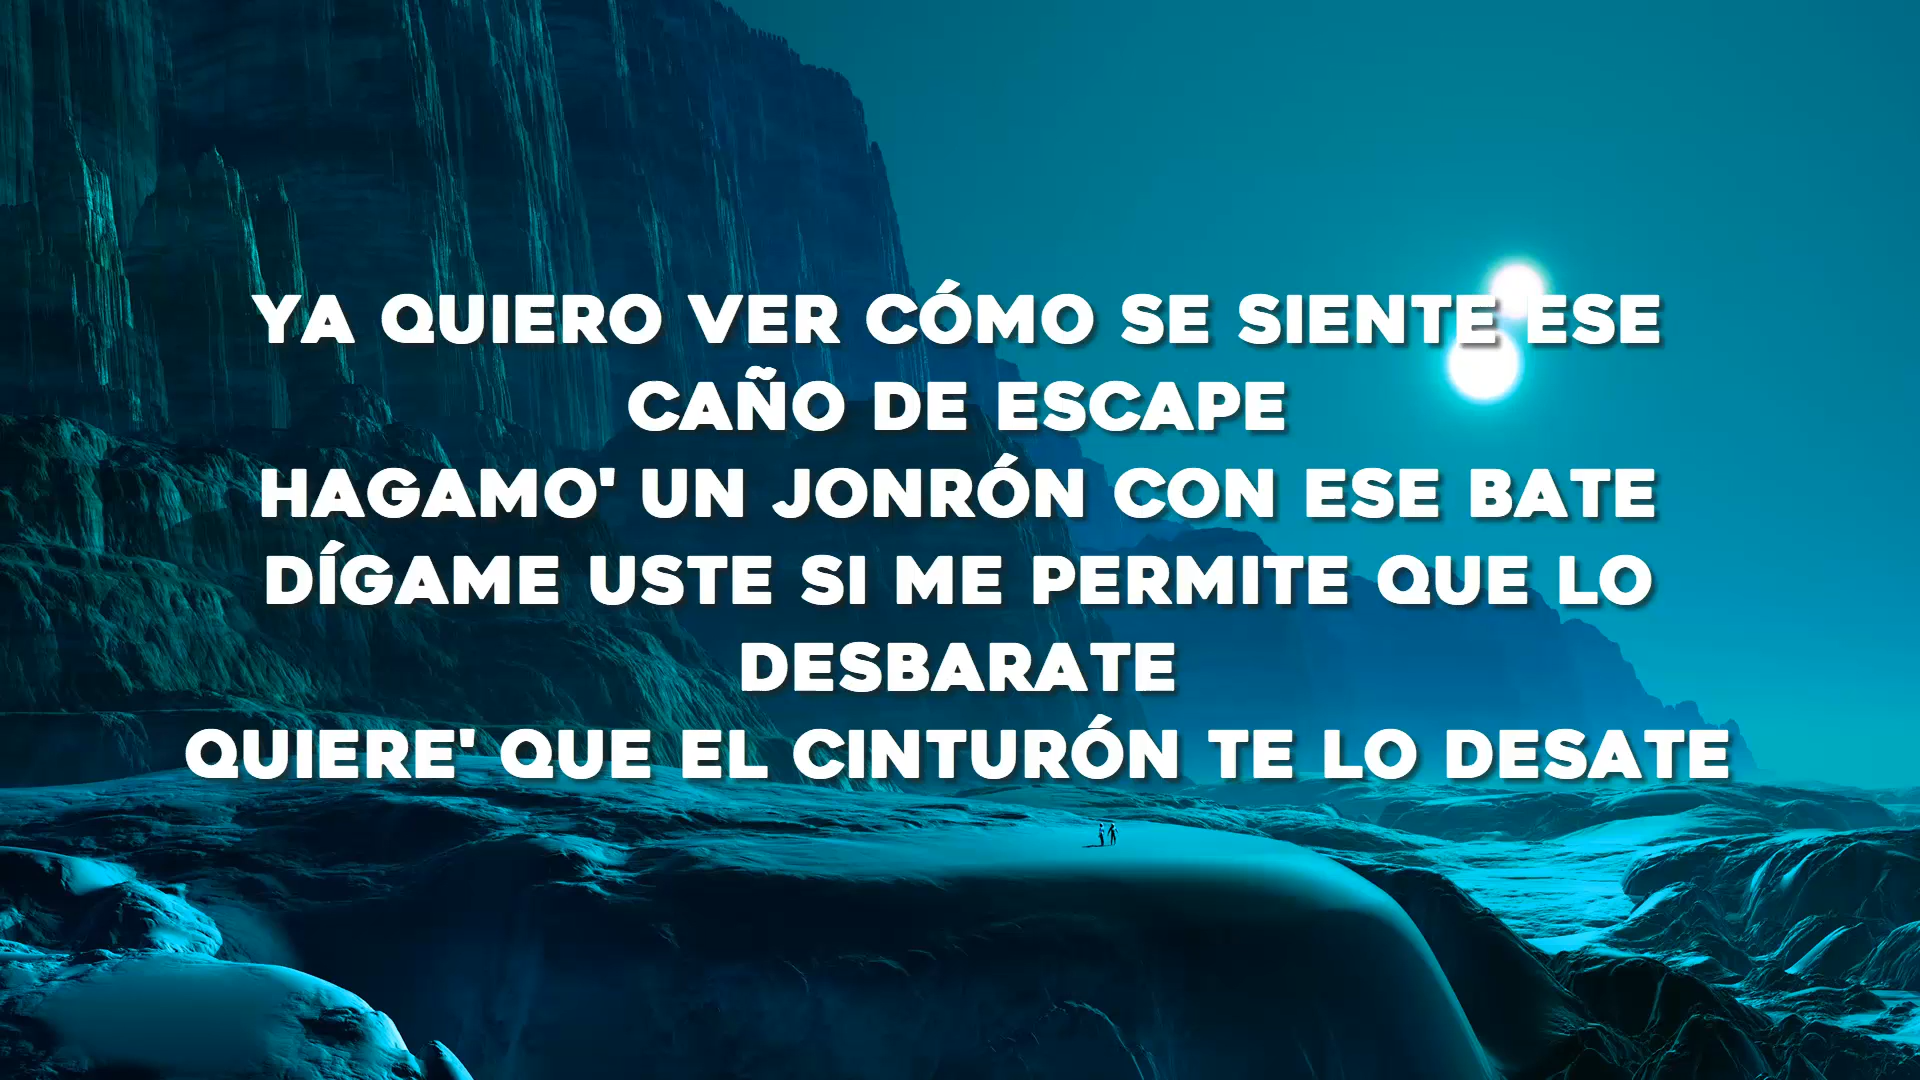 YA QUIERO VER CÓMO SE SIENTE ESE
CAÑO DE ESCAPE
HAGAMO' UN JONRÓN CON ESE BATE
DÍGAME USTE SI ME PERMITE QUE LO
DESBARATE
QUIERE' QUE EL CINTURÓN TE LO DESATE